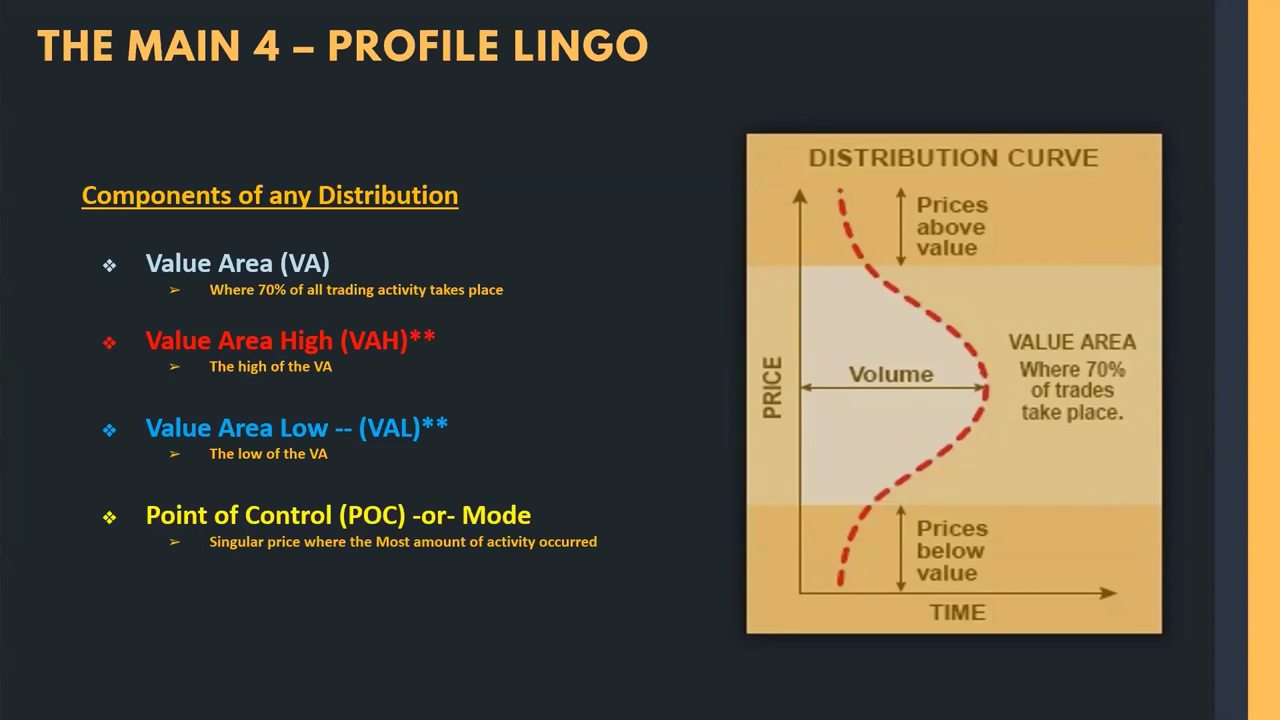 THE MAIN 4 – PROFILE LINGO
Components of any Distribution
❖ Value Area (VA)
➢ Where 70% of all trading activity takes place
❖ Value Area High (VAH)**
➢ The high of the VA
❖ Value Area Low -- (VAL)**
➢ The low of the VA
❖ Point of Control (POC) -or- Mode
➢ Singular price where the Most amount of activity occurred
DISTRIBUTION CURVE
Prices
above
value
VALUE AREA
Where 70%
of trades
take place.
Volume
PRICE
Prices
below
value
TIME